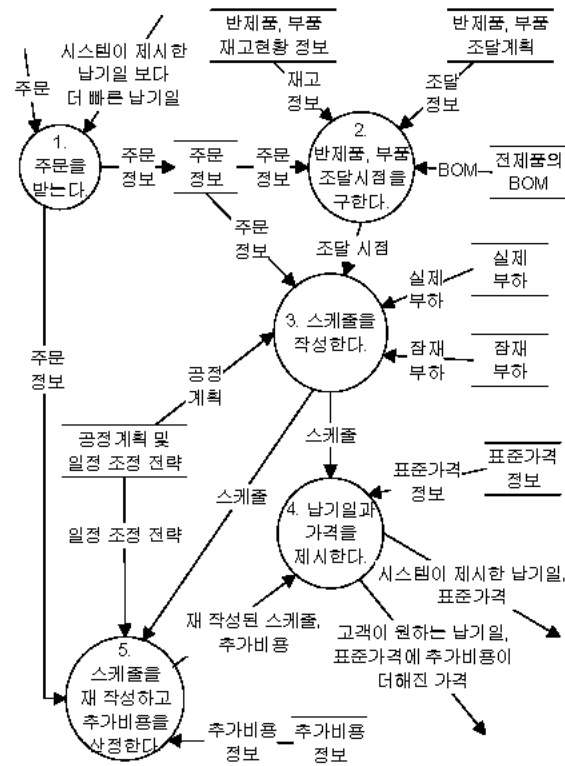 시스템이 제시한
납기일 보다
더 빠른 납기일
주문
반제품, 부품
재고현황 정보
반제품, 부품
조달계획
재고
정보
조달
정보
1.
주문을
받는다.
주문
정보
주문
정보
주문
정보
2.
반제품, 부품
조달시점을
구한다.
BOM
전제품의
BOM
주문
정보
조달 시점
실제
부하
실제
부하
3. 스케줄을
작성한다.
잠재
부하
잠재
부하
주문
정보
공정
계획
공정계획 및
일정 조정 전략
스케줄
스케줄
표준가격
정보
표준가격
정보
4. 납기일과
가격을
제시한다.
일정 조정 전략
시스템이 제시한 납기일,
표준가격
재 작성된 스케줄,
추가비용
고객이 원하는 납기일,
표준가격에 추가비용이
더해진 가격
5.
스케줄을
재 작성하고
추가비용을
산정한다.
추가비용
정보
추가비용
정보